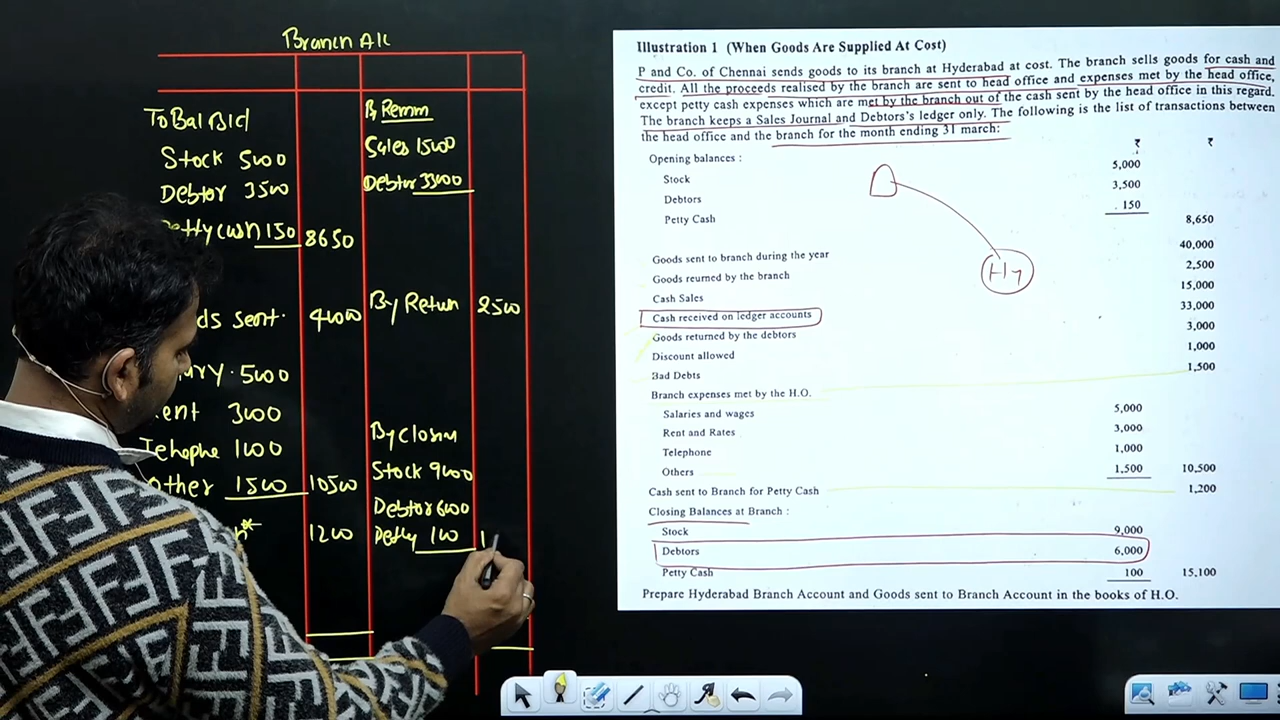 Branch A/c
To Bal B/d
Stock 5000
Debtor 3500
Petty cash 150 8650
sent. 40000
5000
3000
1000
Other 1500 10500
1200
By Remm
Sales 15000
Debtor 33000
By Return 2500
By Closin
Stock 9000
Debtor 6000
Petty 100 1
Illustration 1 (When Goods Are Supplied At Cost)
P and Co. of Chennai sends goods to its branch at Hyderabad at cost. The branch sells goods for cash and
credit. All the proceeds realised by the branch are sent to head office and expenses met by the head office,
except petty cash expenses which are met by the branch out of the cash sent by the head office in this regard.
The branch keeps a Sales Journal and Debtors's ledger only. The following is the list of transactions between
the head office and the branch for the month ending 31 march:
₹ ₹
Opening balances :
Stock 5,000
Debtors 3,500
Petty Cash 150 8,650
Goods sent to branch during the year 40,000
Goods reurned by the branch 2,500
Cash Sales 15,000
Cash received on ledger accounts 33,000
Goods returned by the debtors 3,000
Discount allowed 1,000
Bad Debts 1,500
Branch expenses met by the H.O.
Salaries and wages 5,000
Rent and Rates 3,000
Telephone 1,000
Others 1,500 10,500
Cash sent to Branch for Petty Cash 1,200
Closing Balances at Branch :
Stock 9,000
Debtors 6,000
Petty Cash 100 15,100
Prepare Hyderabad Branch Account and Goods sent to Branch Account in the books of H.O.
Hy